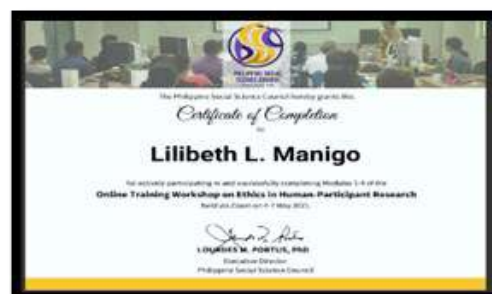 PHILIPPINE SOCIAL
SCIENCE COUNCIL
The Philippine Social Science Council hereby grants this
Certificate of Completion
to
Lilibeth L. Manigo
for actively participating in and successfully completing Modules 1-4 of the
Online Training Workshop on Ethics in Human-Participant Research
held via Zoom on 4-7 May 2021.
LOURDES M. PORTUS, PhD
Executive Director
Philippine Social Science Council